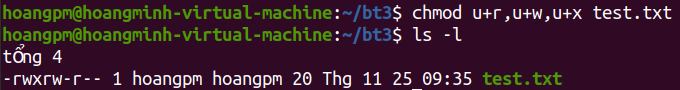 hoangpm@hoangminh-virtual-machine:~/bt3$ chmod u+r,u+w,u+x test.txt
hoangpm@hoangminh-virtual-machine:~/bt3$ ls -l
tổng 4
-rwxrw-r-- 1 hoangpm hoangpm 20 Thg 11 25 09:35 test.txt